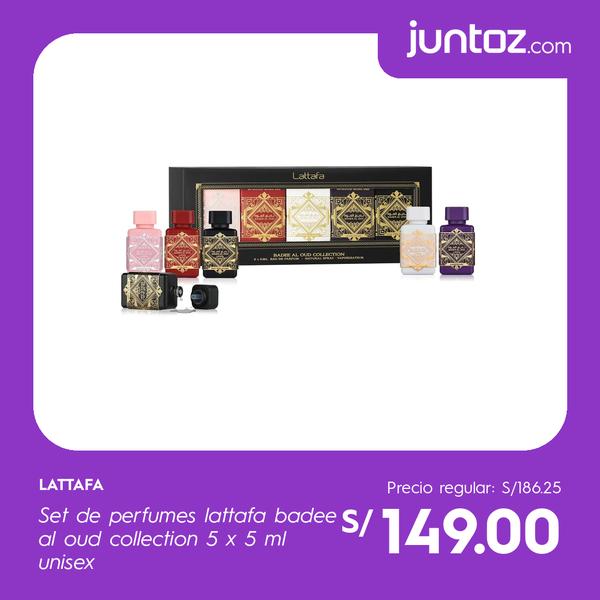 juntoz.com
Lattafa
BADEE AL OUD COLLECTION
LATTAFA
Precio regular: S/186.25
Set de perfumes lattafa badee
al oud collection 5 x 5 ml
unisex
S/149.00